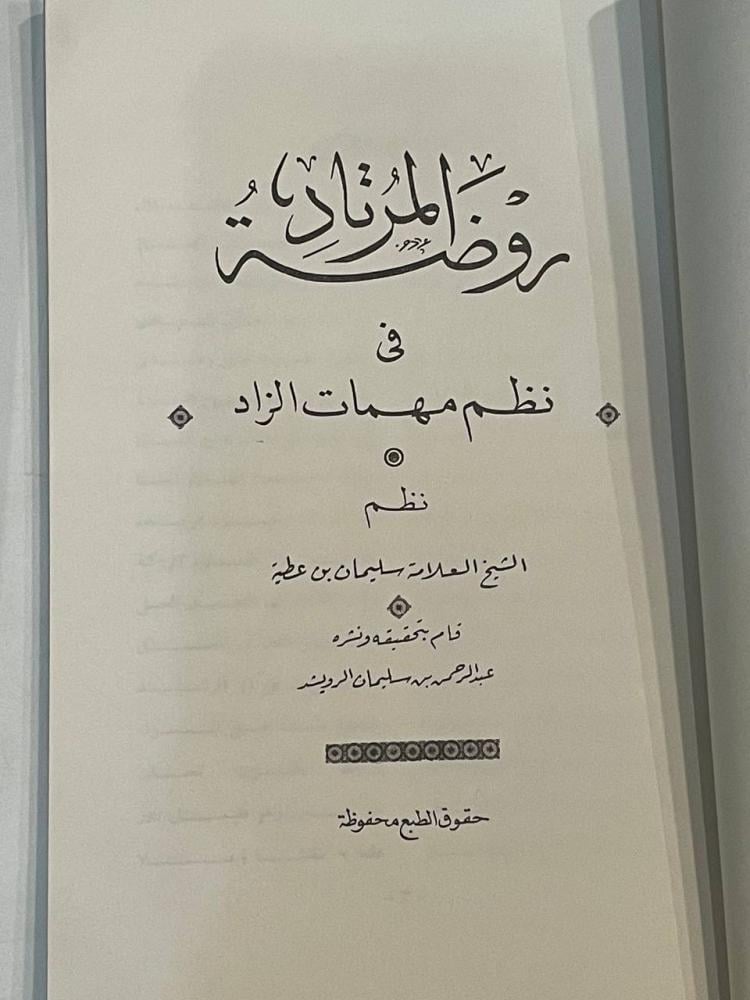 روضة المرتاد
في
نظم مهمات الزاد
نظم
الشيخ العلامة سليمان بن عطية
قام بتحقيقه ونشره
عبدالرحمن بن سليمان الرويشد
حقوق الطبع محفوظة